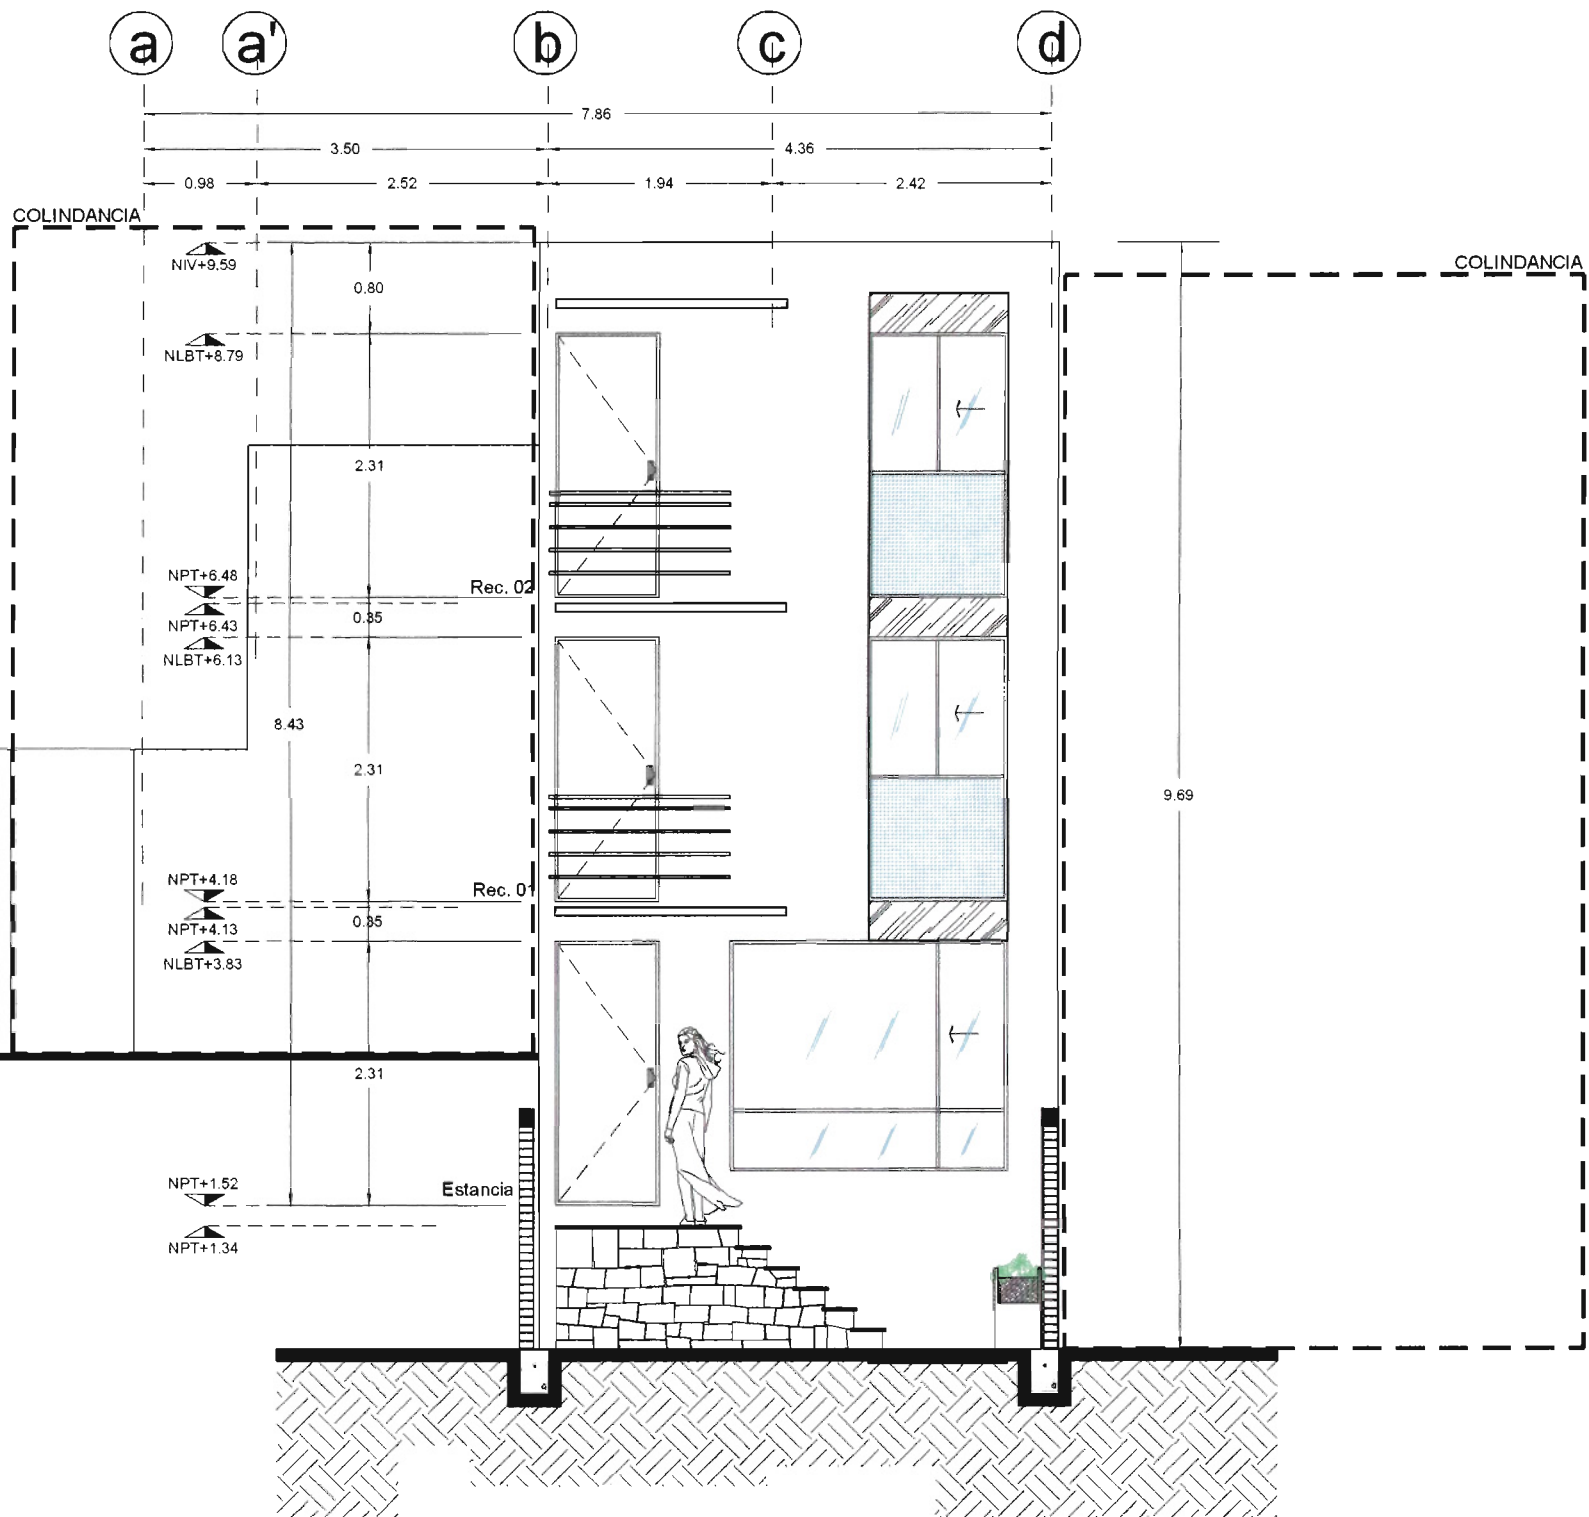 a a' b c d
7.86
3.50 4.36
0.98 2.52 1.94 2.42
COLINDANCIA
NIV+9.59
COLINDANCIA
0.80
NLBT+8.79
2.31
NPT+6.48
Rec. 02
0.35
NPT+6.43
NLBT+6.13
8.43
2.31
9.69
NPT+4.18
Rec. 01
0.35
NPT+4.13
NLBT+3.83
2.31
NPT+1.52
Estancia
NPT+1.34